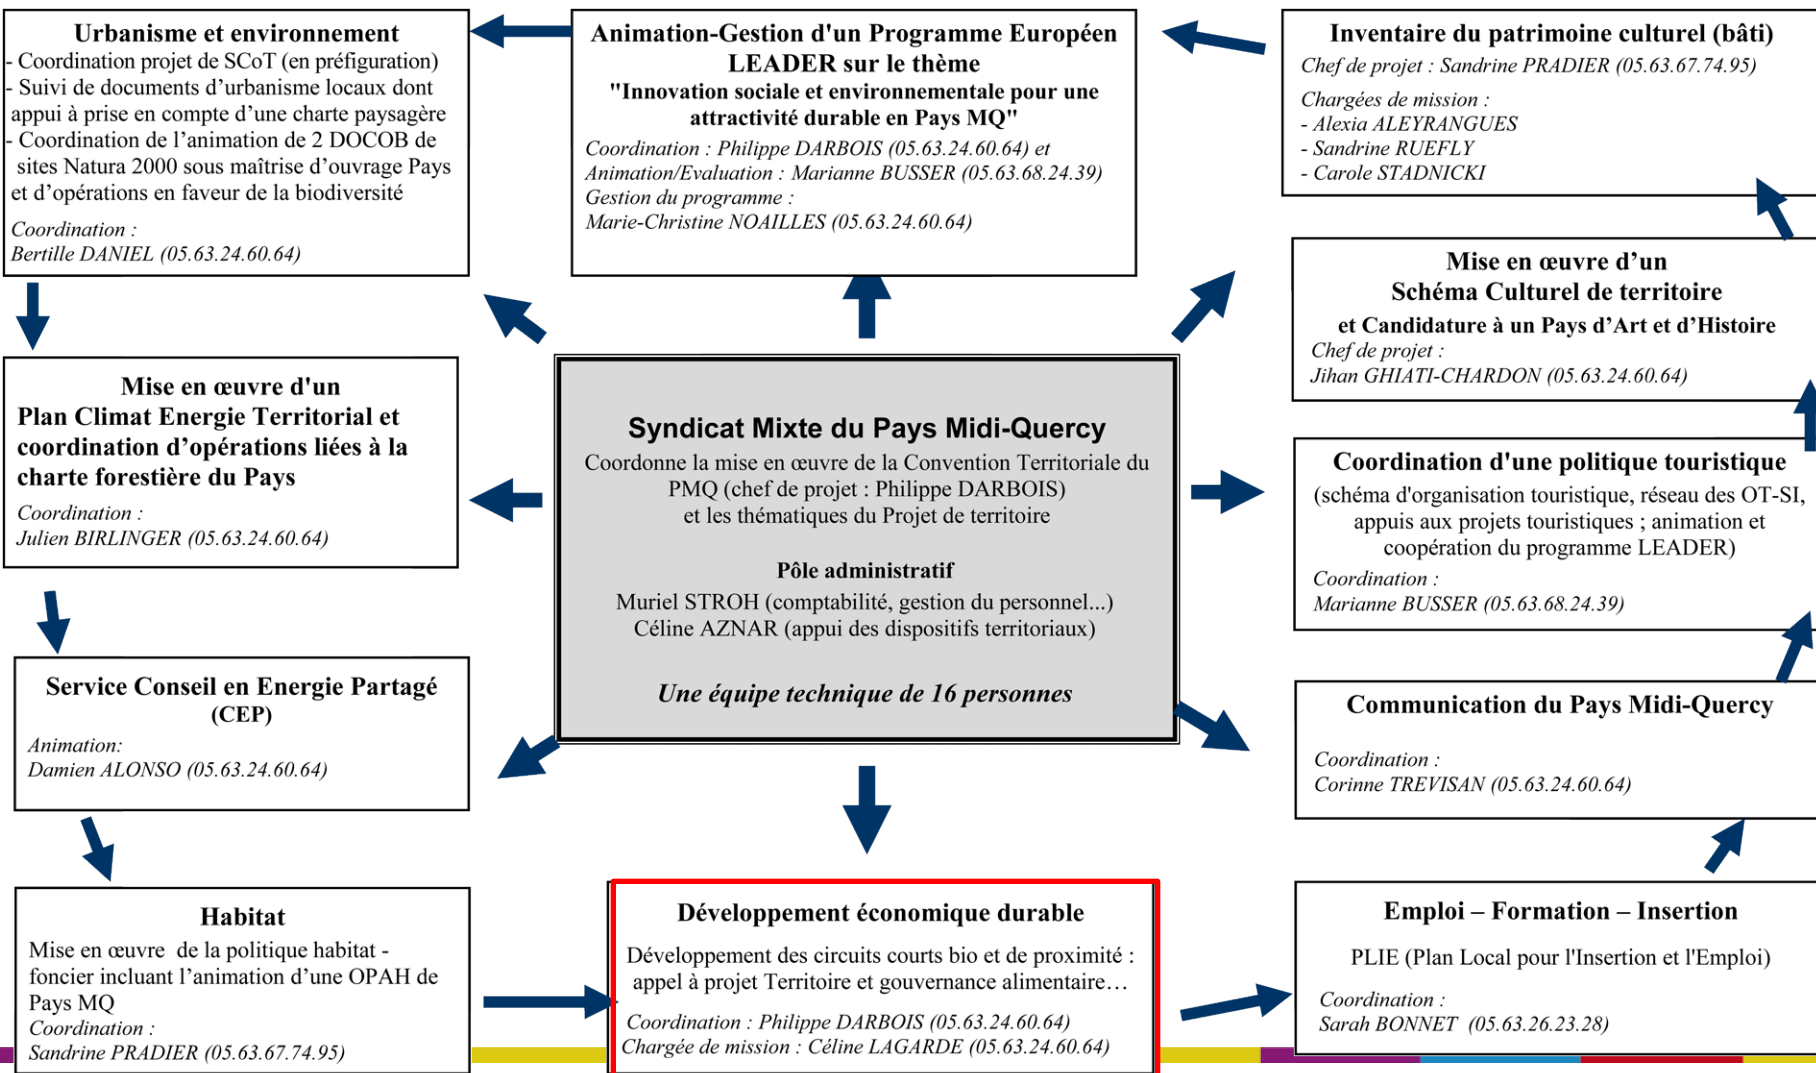 Urbanisme et environnement
- Coordination projet de SCoT (en préfiguration)
- Suivi de documents d’urbanisme locaux dont
appui à prise en compte d’une charte paysagère
- Coordination de l’animation de 2 DOCOB de
sites Natura 2000 sous maîtrise d’ouvrage Pays
et d’opérations en faveur de la biodiversité
Coordination :
Bertille DANIEL (05.63.24.60.64)
Animation-Gestion d'un Programme Européen
LEADER sur le thème
"Innovation sociale et environnementale pour une
attractivité durable en Pays MQ"
Coordination : Philippe DARBOIS (05.63.24.60.64) et
Animation/Evaluation : Marianne BUSSER (05.63.68.24.39)
Gestion du programme :
Marie-Christine NOAILLES (05.63.24.60.64)
Inventaire du patrimoine culturel (bâti)
Chef de projet : Sandrine PRADIER (05.63.67.74.95)
Chargées de mission :
- Alexia ALEYRANGUES
- Sandrine RUEFLY
- Carole STADNICKI
Mise en œuvre d’un
Schéma Culturel de territoire
et Candidature à un Pays d’Art et d’Histoire
Chef de projet :
Jihan GHIATI-CHARDON (05.63.24.60.64)
Mise en œuvre d'un
Plan Climat Energie Territorial et
coordination d’opérations liées à la
charte forestière du Pays
Coordination :
Julien BIRLINGER (05.63.24.60.64)
Syndicat Mixte du Pays Midi-Quercy
Coordonne la mise en œuvre de la Convention Territoriale du
PMQ (chef de projet : Philippe DARBOIS)
et les thématiques du Projet de territoire
Pôle administratif
Muriel STROH (comptabilité, gestion du personnel...)
Céline AZNAR (appui des dispositifs territoriaux)
Une équipe technique de 16 personnes
Coordination d'une politique touristique
(schéma d'organisation touristique, réseau des OT-SI,
appuis aux projets touristiques ; animation et
coopération du programme LEADER)
Coordination :
Marianne BUSSER (05.63.68.24.39)
Service Conseil en Energie Partagé
(CEP)
Animation:
Damien ALONSO (05.63.24.60.64)
Communication du Pays Midi-Quercy
Coordination :
Corinne TREVISAN (05.63.24.60.64)
Habitat
Mise en œuvre de la politique habitat -
foncier incluant l’animation d’une OPAH de
Pays MQ
Coordination :
Sandrine PRADIER (05.63.67.74.95)
Développement économique durable
Développement des circuits courts bio et de proximité :
appel à projet Territoire et gouvernance alimentaire…
Coordination : Philippe DARBOIS (05.63.24.60.64)
Chargée de mission : Céline LAGARDE (05.63.24.60.64)
Emploi – Formation – Insertion
PLIE (Plan Local pour l'Insertion et l'Emploi)
Coordination :
Sarah BONNET (05.63.26.23.28)